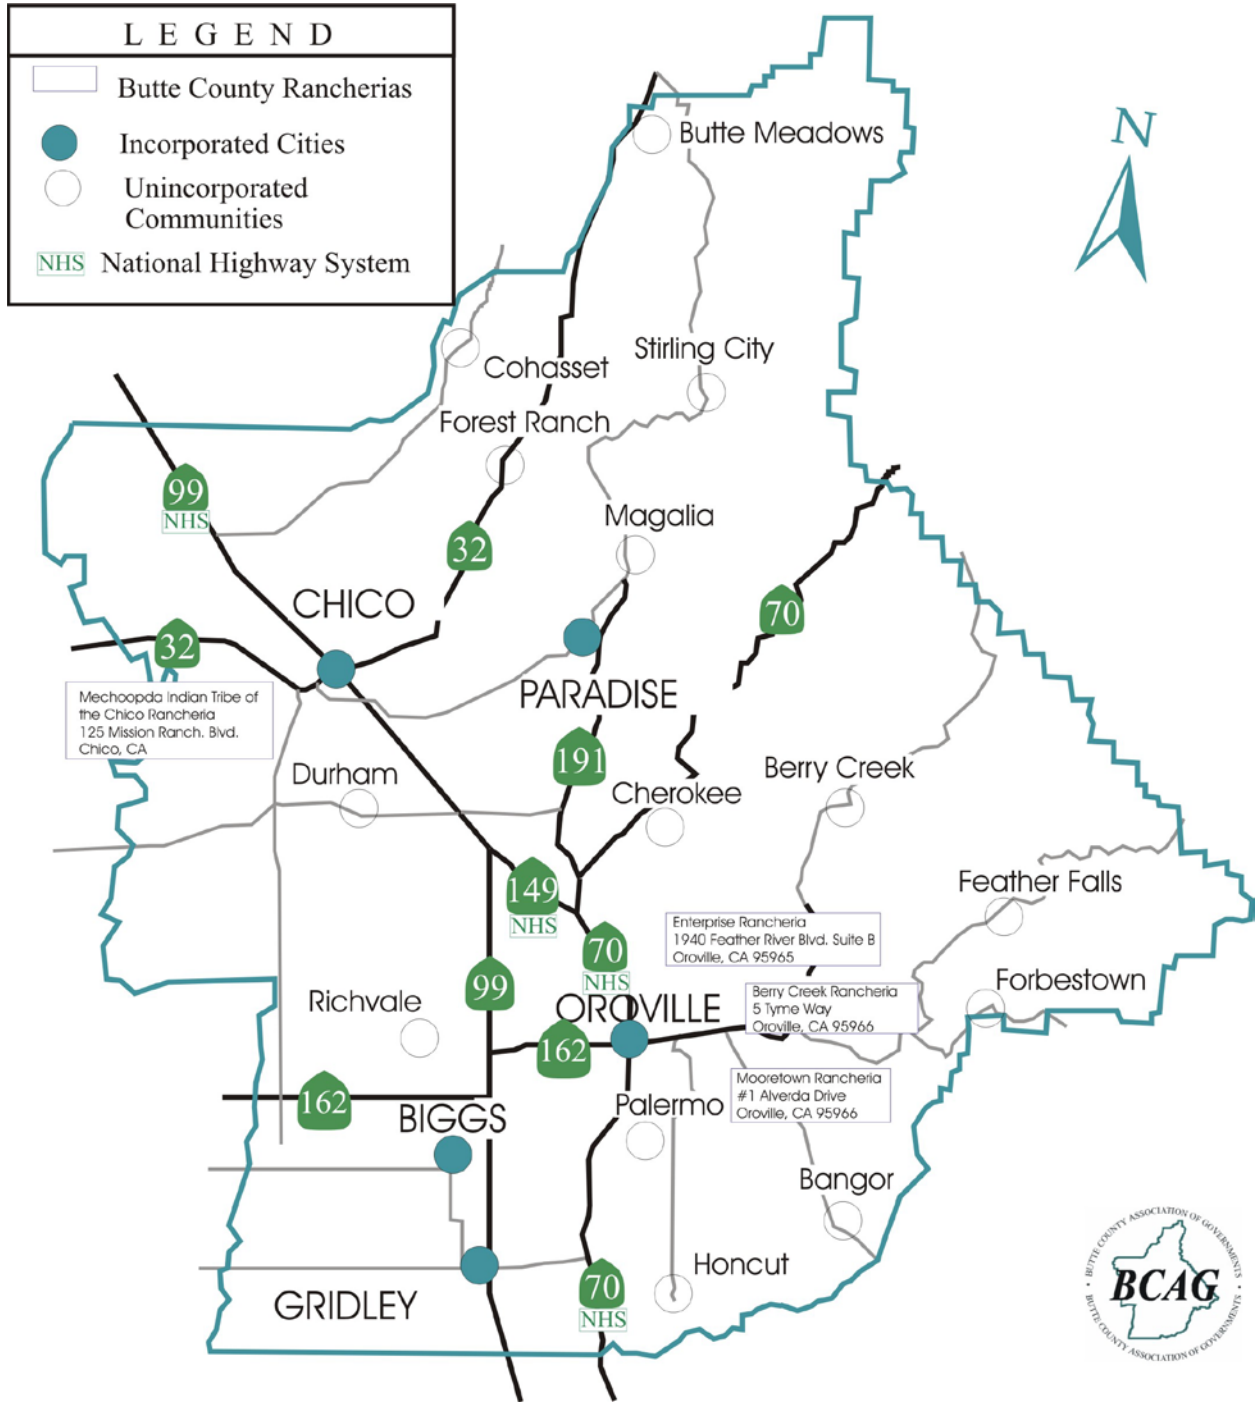 L E G E N D
Butte County Rancherias
Incorporated Cities
Unincorporated
Communities
NHS National Highway System
N
Butte Meadows
Stirling City
Cohasset
Forest Ranch
99
NHS
Magalia
32
CHICO
70
32
PARADISE
Mechoopda Indian Tribe of
the Chico Rancheria
125 Mission Ranch. Blvd.
Chico, CA
191
Durham
Berry Creek
Cherokee
149
NHS
Feather Falls
Enterprise Rancheria
1940 Feather River Blvd. Suite B
Oroville, CA 95965
70
NHS
99
Richvale
OROVILLE
Berry Creek Rancheria
5 Tyme Way
Oroville, CA 95966
Forbestown
162
162
Mooretown Rancheria
#1 Alverda Drive
Oroville, CA 95966
Palermo
BIGGS
Bangor
Honcut
70
NHS
GRIDLEY
BUTTE COUNTY ASSOCIATION OF GOVERNMENTS
BCAG
BUTTE COUNTY ASSOCIATION OF GOVERNMENTS